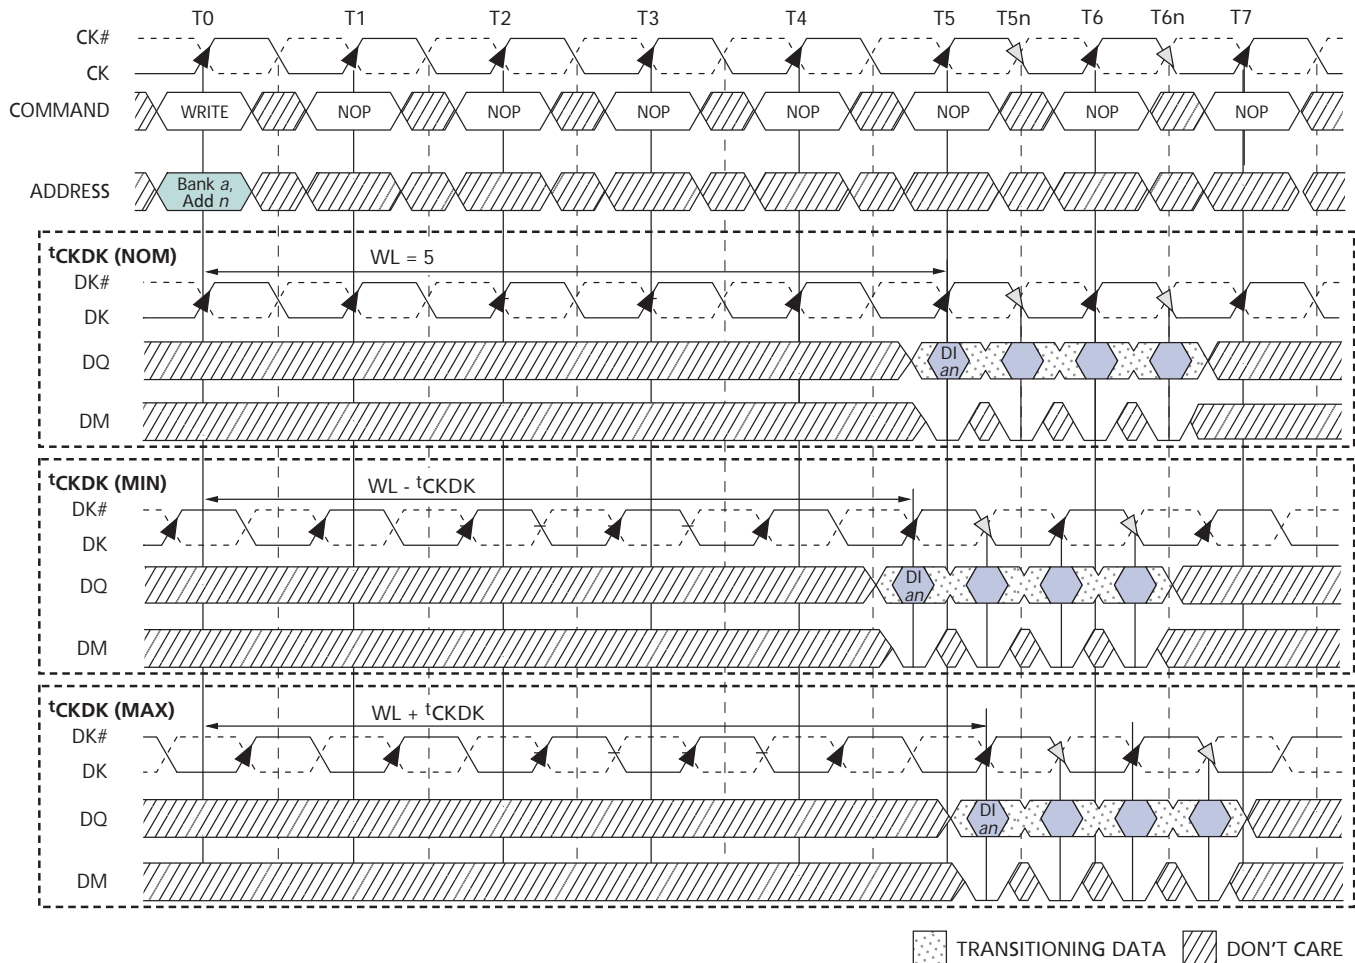 T0 T1 T2 T3 T4 T5 T5n T6 T6n T7
CK#
CK
COMMAND WRITE NOP NOP NOP NOP NOP NOP NOP
ADDRESS Bank a,
Add n
tCKDK (NOM)
WL = 5
DK#
DK
DQ DI
an
DM
tCKDK (MIN)
WL - tCKDK
DK#
DK
DQ DI
an
DM
tCKDK (MAX)
WL + tCKDK
DK#
DK
DQ DI
an
DM
TRANSITIONING DATA DON'T CARE